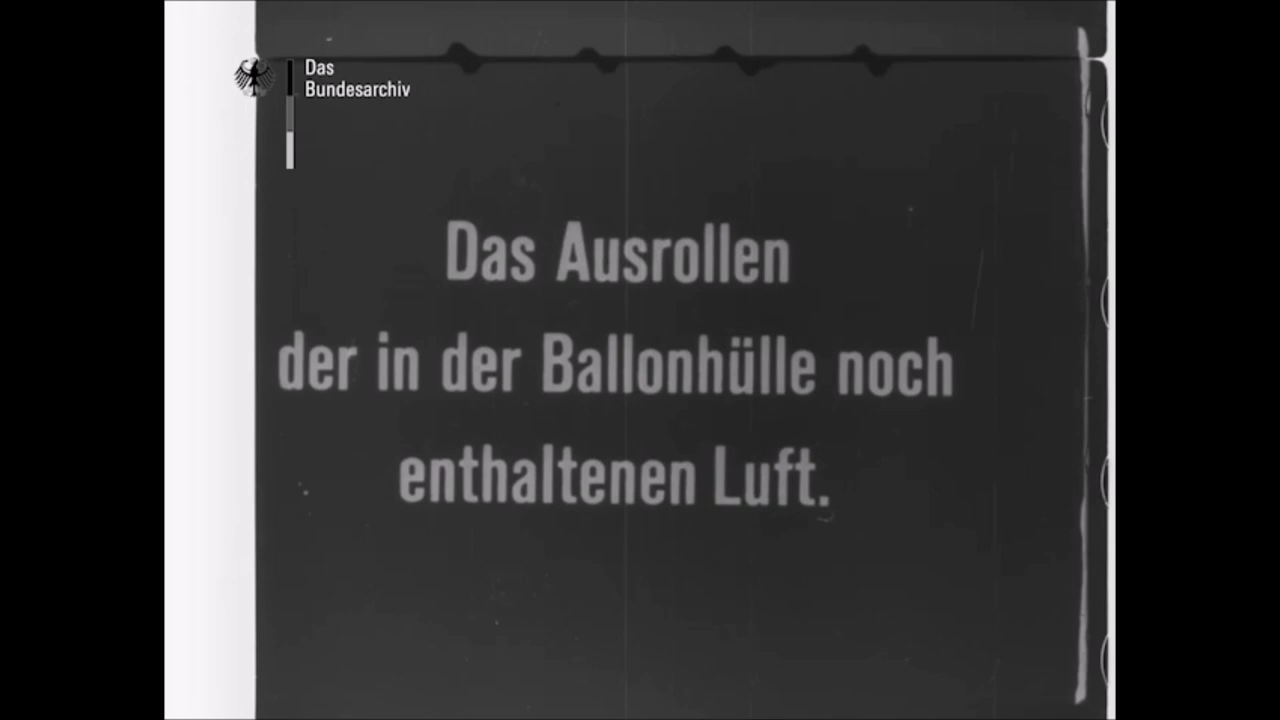 Das
Bundesarchiv
Das Ausrollen
der in der Ballonhülle noch
enthaltenen Luft.